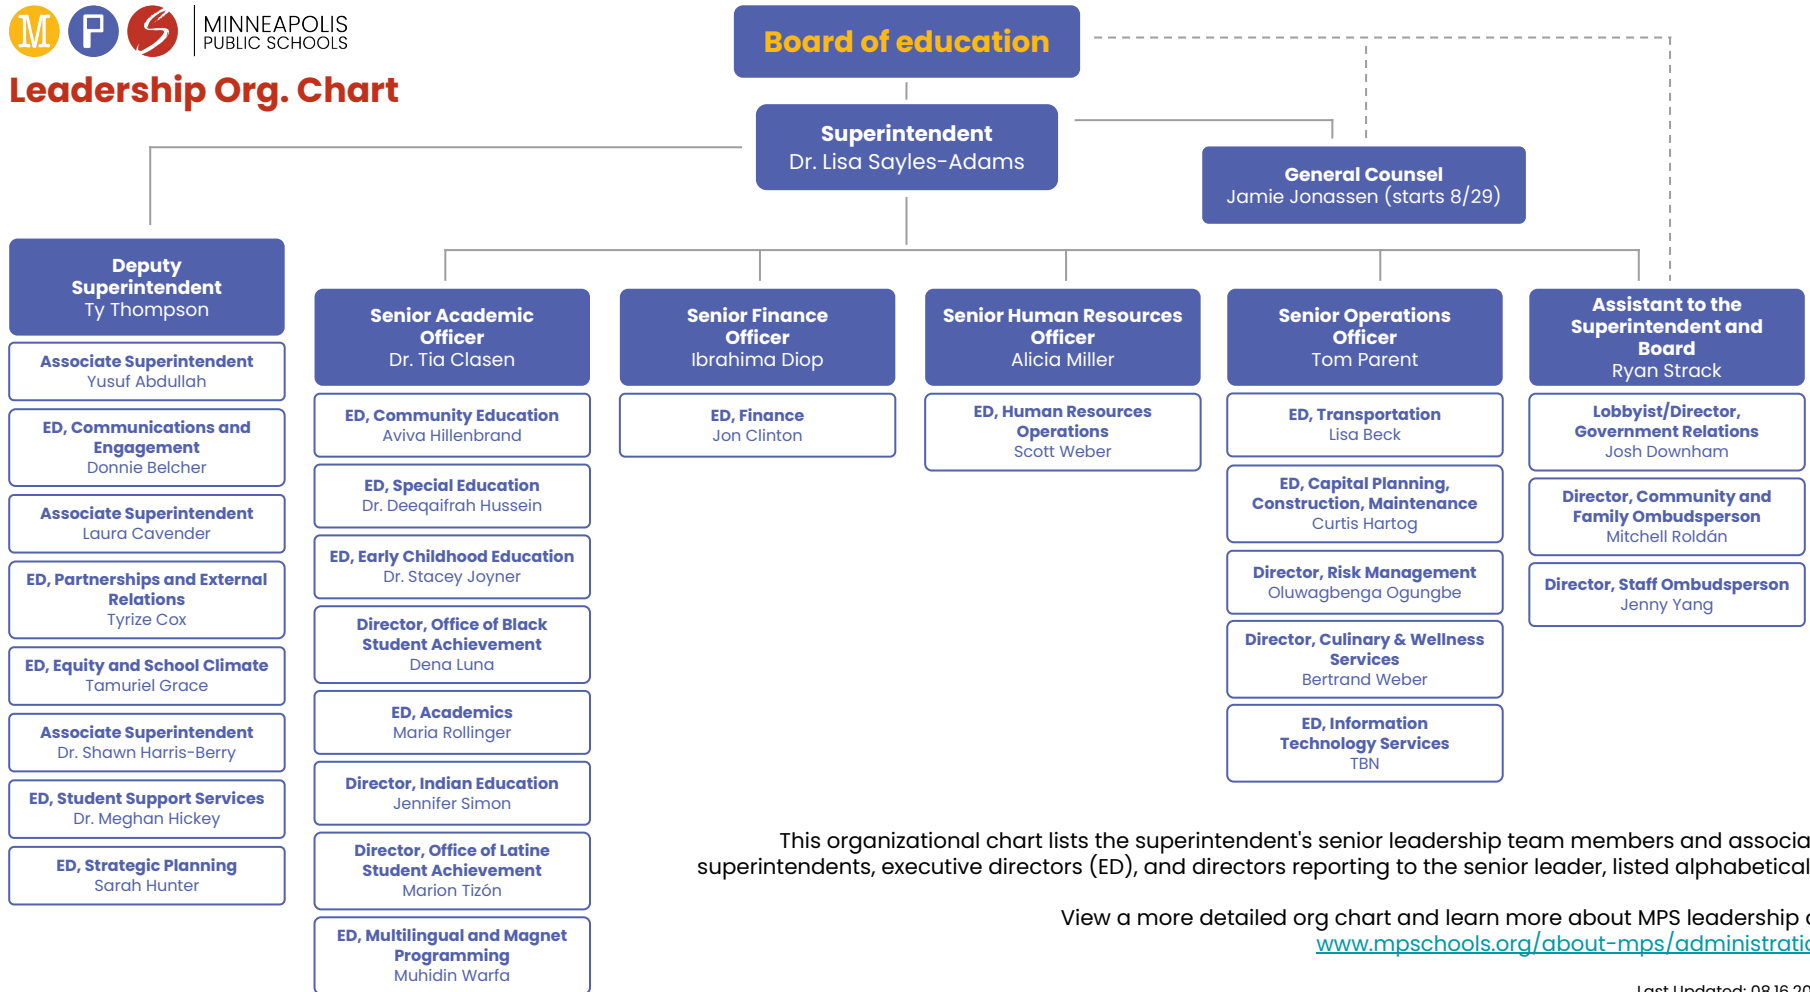 M P S
MINNEAPOLIS
PUBLIC SCHOOLS
Leadership Org. Chart
Board of education
Superintendent
Dr. Lisa Sayles-Adams
General Counsel
Jamie Jonassen (starts 8/29)
Deputy
Superintendent
Ty Thompson
Associate Superintendent
Yusuf Abdullah
ED, Communications and
Engagement
Donnie Belcher
Associate Superintendent
Laura Cavender
ED, Partnerships and External
Relations
Tyrize Cox
ED, Equity and School Climate
Tamuriel Grace
Associate Superintendent
Dr. Shawn Harris-Berry
ED, Student Support Services
Dr. Meghan Hickey
ED, Strategic Planning
Sarah Hunter
Senior Academic
Officer
Dr. Tia Clasen
ED, Community Education
Aviva Hillenbrand
ED, Special Education
Dr. Deeqaifrah Hussein
ED, Early Childhood Education
Dr. Stacey Joyner
Director, Office of Black
Student Achievement
Dena Luna
ED, Academics
Maria Rollinger
Director, Indian Education
Jennifer Simon
Director, Office of Latine
Student Achievement
Marion Tizón
ED, Multilingual and Magnet
Programming
Muhidin Warfa
Senior Finance
Officer
Ibrahima Diop
ED, Finance
Jon Clinton
Senior Human Resources
Officer
Alicia Miller
ED, Human Resources
Operations
Scott Weber
Senior Operations
Officer
Tom Parent
ED, Transportation
Lisa Beck
ED, Capital Planning,
Construction, Maintenance
Curtis Hartog
Director, Risk Management
Oluwagbenga Ogungbe
Director, Culinary & Wellness
Services
Bertrand Weber
ED, Information
Technology Services
TBN
Assistant to the
Superintendent and
Board
Ryan Strack
Lobbyist/Director,
Government Relations
Josh Downham
Director, Community and
Family Ombudsperson
Mitchell Roldán
Director, Staff Ombudsperson
Jenny Yang
This organizational chart lists the superintendent's senior leadership team members and
superintendents, executive directors (ED), and directors reporting to the senior leader, listed
View a more detailed org chart and learn more about MPS leadership
Last Updated: